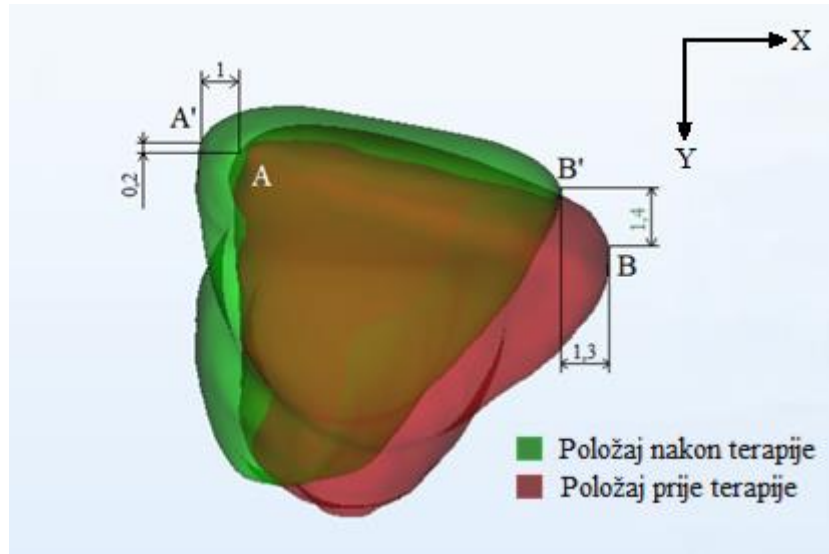 X
1
A'
0,2
A
Y
B'
1,4
B
1,3
Položaj nakon terapije
Položaj prije terapije